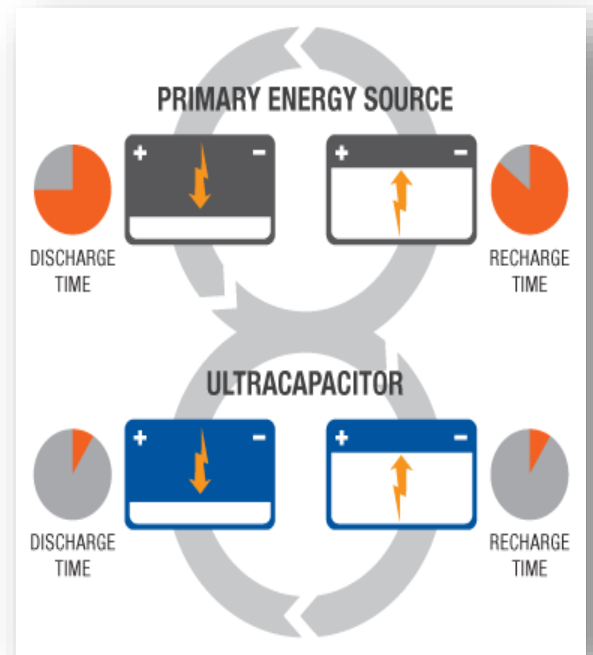 PRIMARY ENERGY SOURCE
+ -
+ -
DISCHARGE
TIME
RECHARGE
TIME
ULTRACAPACITOR
+ -
+ -
DISCHARGE
TIME
RECHARGE
TIME